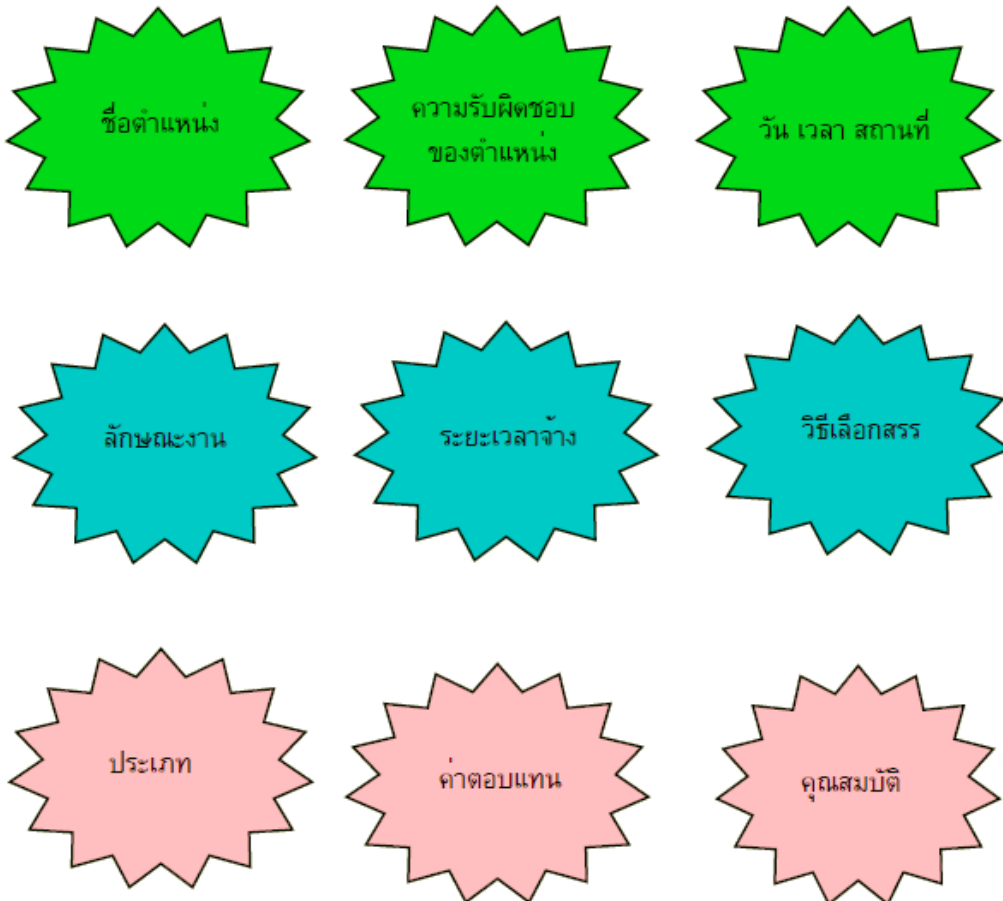 ชื่อตำแหน่ง
ความรับผิดชอบ
ของตำแหน่ง
วัน เวลา สถานที่
ลักษณะงาน
ระยะเวลาจ้าง
วิธีเลือกสรร
ประเภท
ค่าตอบแทน
คุณสมบัติ